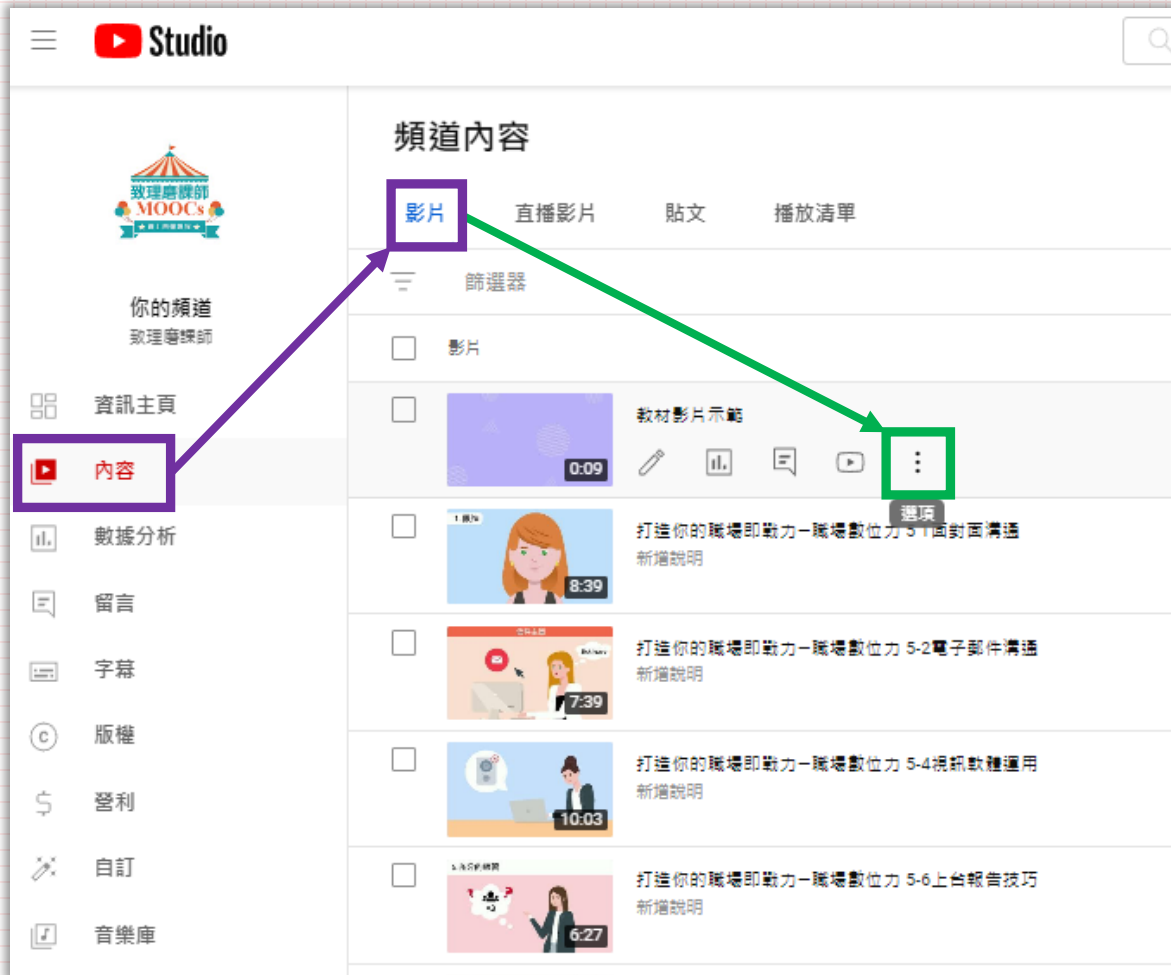 Studio
頻道內容
致理磨課師
MOOCs
影片
直播影片
貼文
播放清單
篩選器
你的頻道
致理磨課師
影片
資訊主頁
教材影片示範
0:09
內容
選項
數據分析
打造你的職場即戰力—職場數位力 5-1面對面溝通
新增說明
8:39
留言
打造你的職場即戰力—職場數位力 5-2電子郵件溝通
新增說明
7:39
字幕
版權
打造你的職場即戰力—職場數位力 5-4視訊軟體運用
新增說明
10:03
營利
自訂
打造你的職場即戰力—職場數位力 5-6上台報告技巧
新增說明
6:27
音樂庫